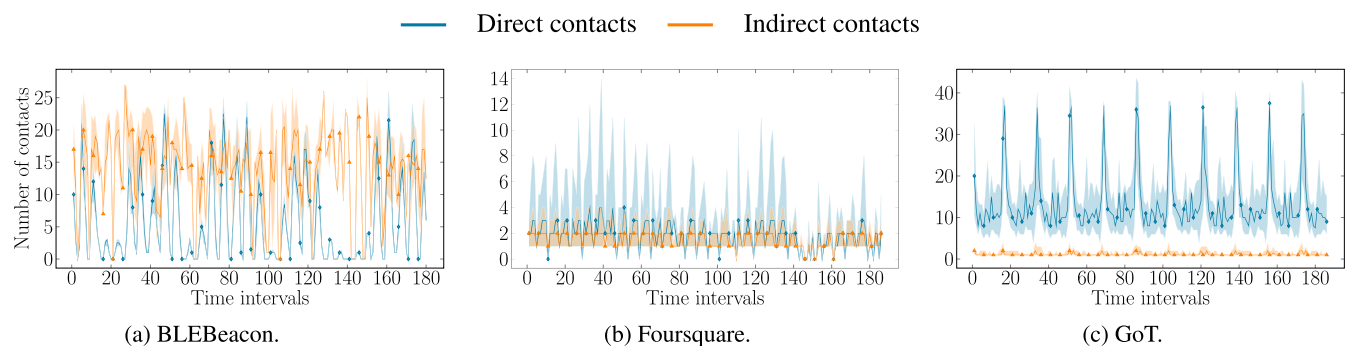 Direct contacts Indirect contacts
Number of contacts
25
20
15
10
5
0
0 20 40 60 80 100 120 140 160 180
Time intervals
(a) BLEBeacon.
14
12
10
8
6
4
2
0
0 20 40 60 80 100 120 140 160 180
Time intervals
(b) Foursquare.
40
30
20
10
0
0 20 40 60 80 100 120 140 160 180
Time intervals
(c) GoT.